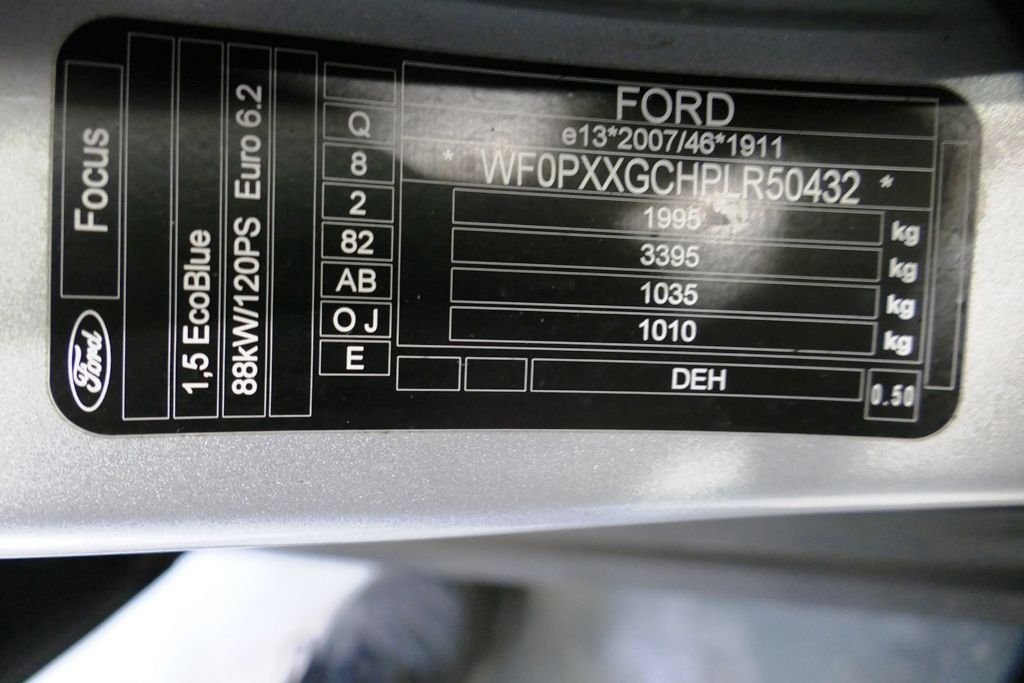 Ford
Focus
1,5 EcoBlue
88kW/120PS Euro 6.2
Q
8
2
82
AB
O J
E
FORD
e13*2007/46*1911
* WF0PXXGCHPLR50432 *
1995 kg
3395 kg
1035 kg
1010 kg
DEH
0.50